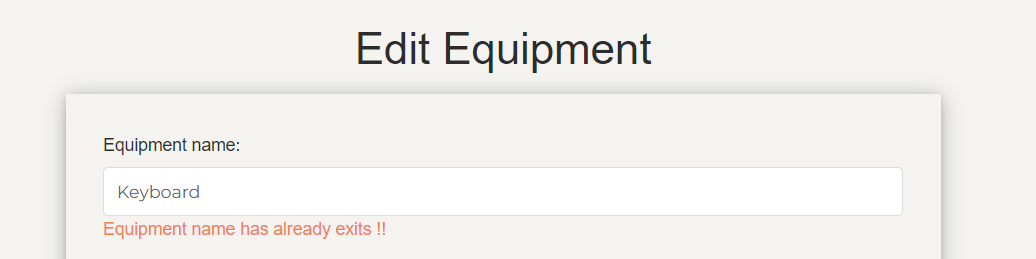 Edit Equipment
Equipment name:
Keyboard
Equipment name has already exits !!